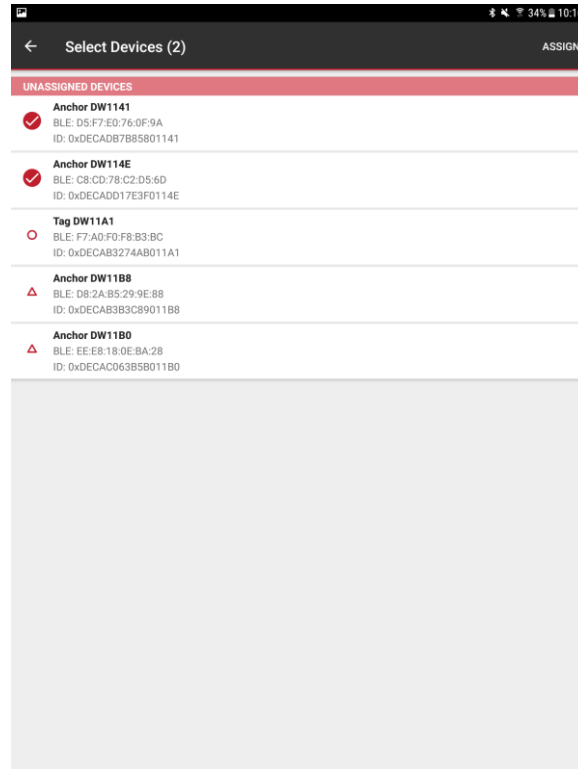 34% 10:1
Select Devices (2)
ASSIGN
UNASSIGNED DEVICES
Anchor DW1141
BLE: D5:F7:E0:76:0F:9A
ID: 0xDECADB7B85801141
Anchor DW114E
BLE: C8:CD:78:C2:D5:6D
ID: 0xDECADD17E3F0114E
Tag DW11A1
BLE: F7:A0:F0:F8:B3:BC
ID: 0xDECAB3274AB011A1
Anchor DW11B8
BLE: D8:2A:B5:29:9E:88
ID: 0xDECAB3B3C89011B8
Anchor DW11B0
BLE: EE:E8:18:0E:BA:28
ID: 0xDECAC063B5B011B0